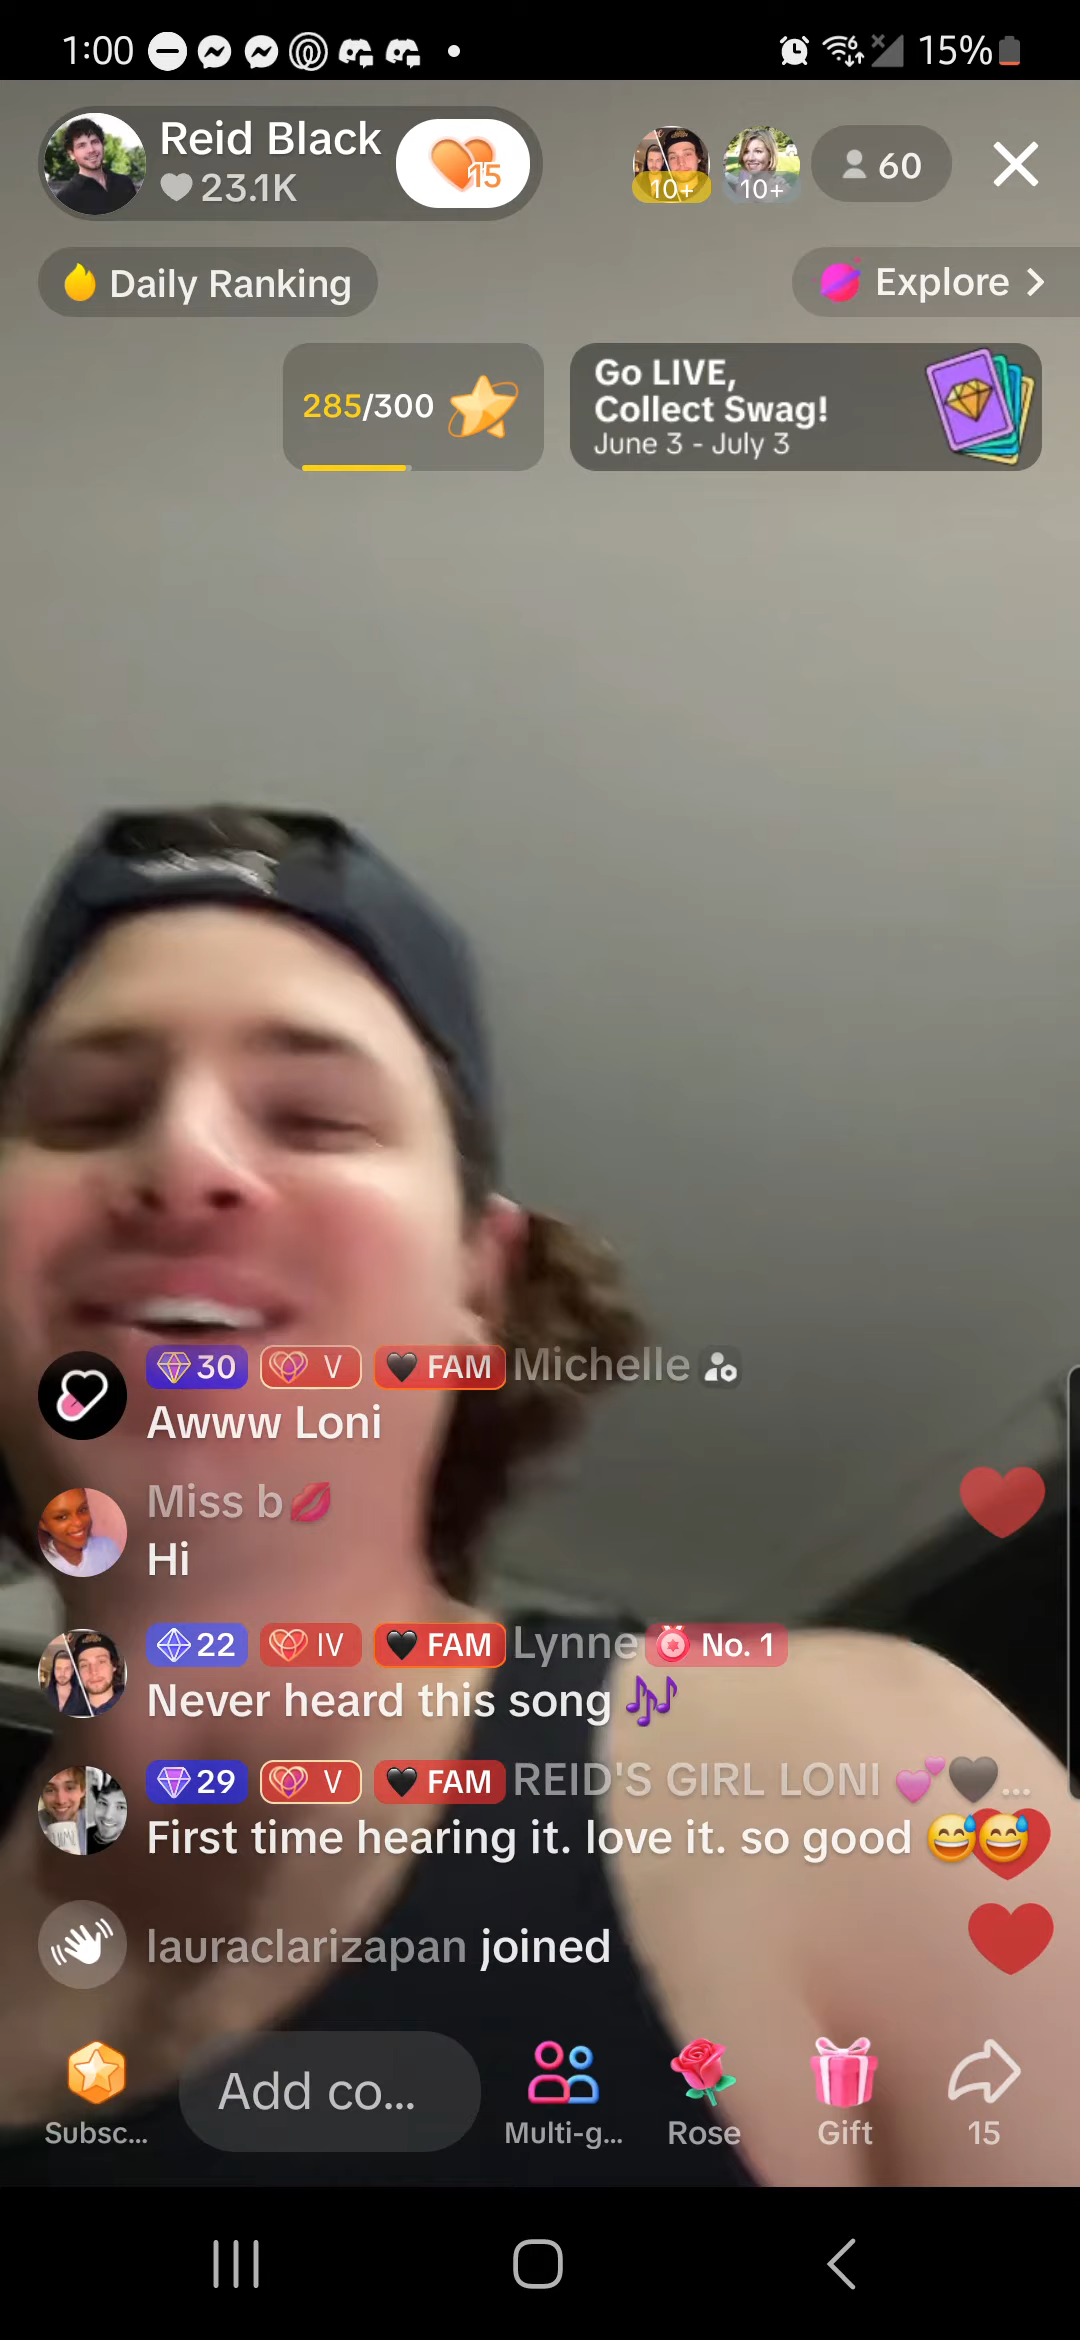 1:00
15%
Reid Black
23.1K
15
10+
10+
60
Daily Ranking
Explore
285/300
Go LIVE,
Collect Swag!
June 3 - July 3
30 V FAM Michelle
Awww Loni
Miss b💋
Hi
22 IV FAM Lynne No. 1
Never heard this song 🎶
29 V FAM REID'S GIRL LONI 💕🖤...
First time hearing it. love it. so good 😅😅
lauraclarizapan joined
Subsc...
Add co...
Multi-g...
Rose
Gift
15